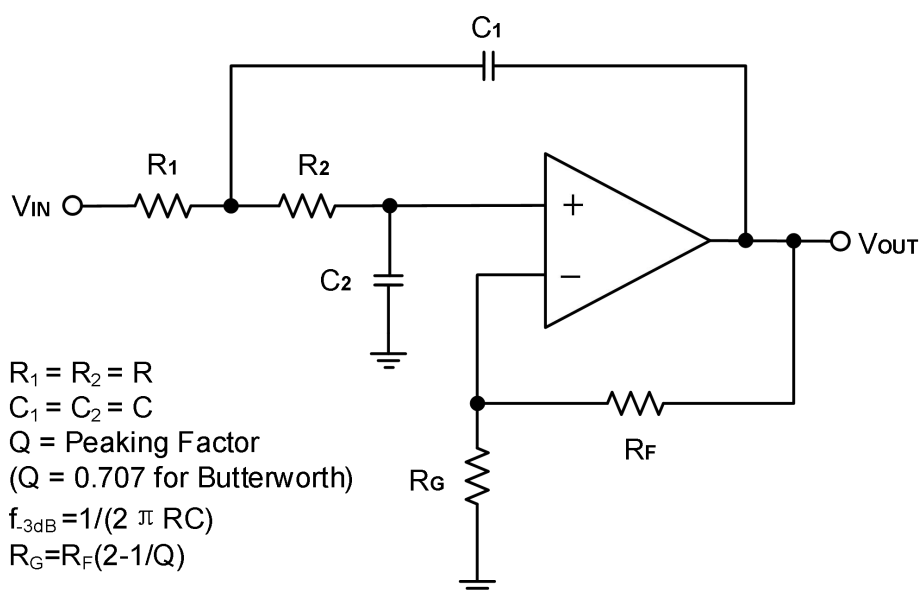 C1
R1
R2
VIN
+
−
VOUT
C2
RF
RG
R1 = R2 = R
C1 = C2 = C
Q = Peaking Factor
(Q = 0.707 for Butterworth)
f-3dB =1/(2 π RC)
RG=RF(2-1/Q)